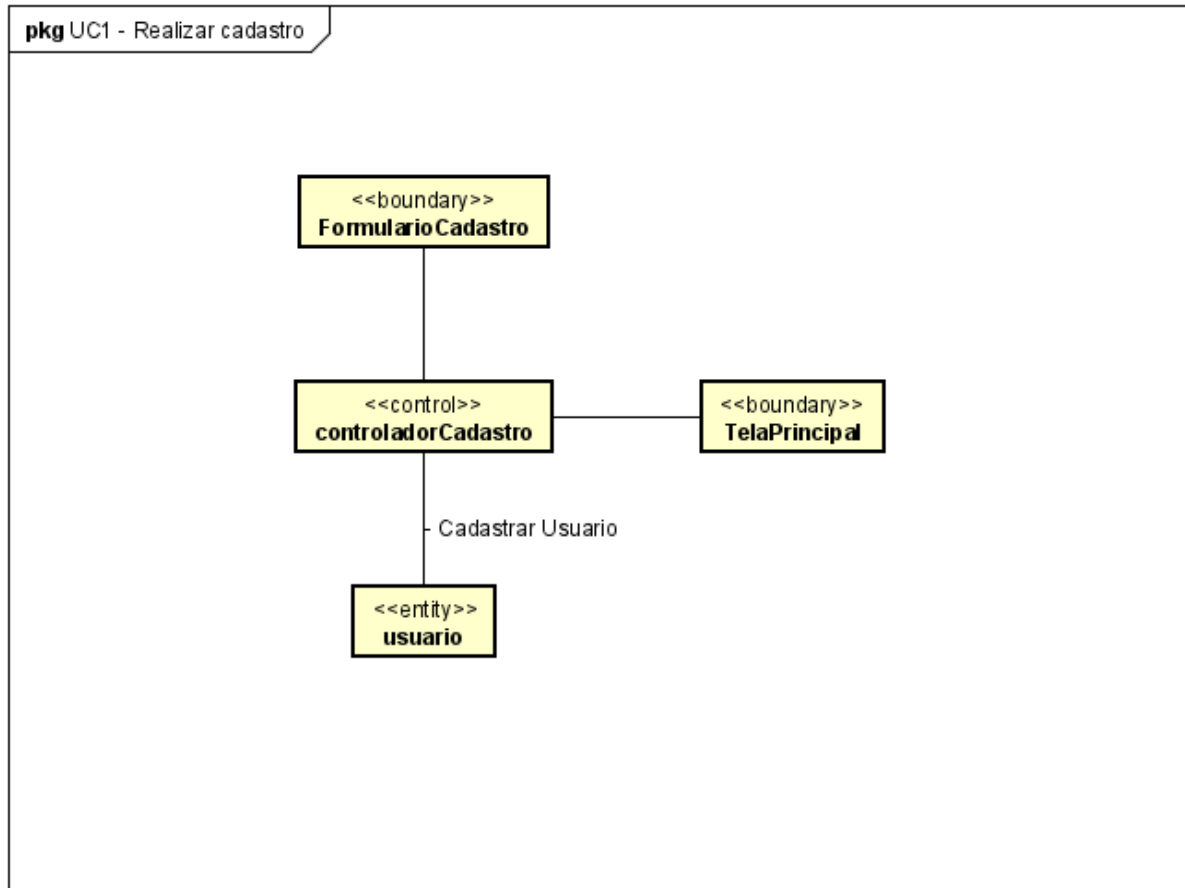 pkg UC1 - Realizar cadastro
<<boundary>>
FormularioCadastro
<<control>>
controladorCadastro
<<boundary>>
TelaPrincipal
- Cadastrar Usuario
<<entity>>
usuario